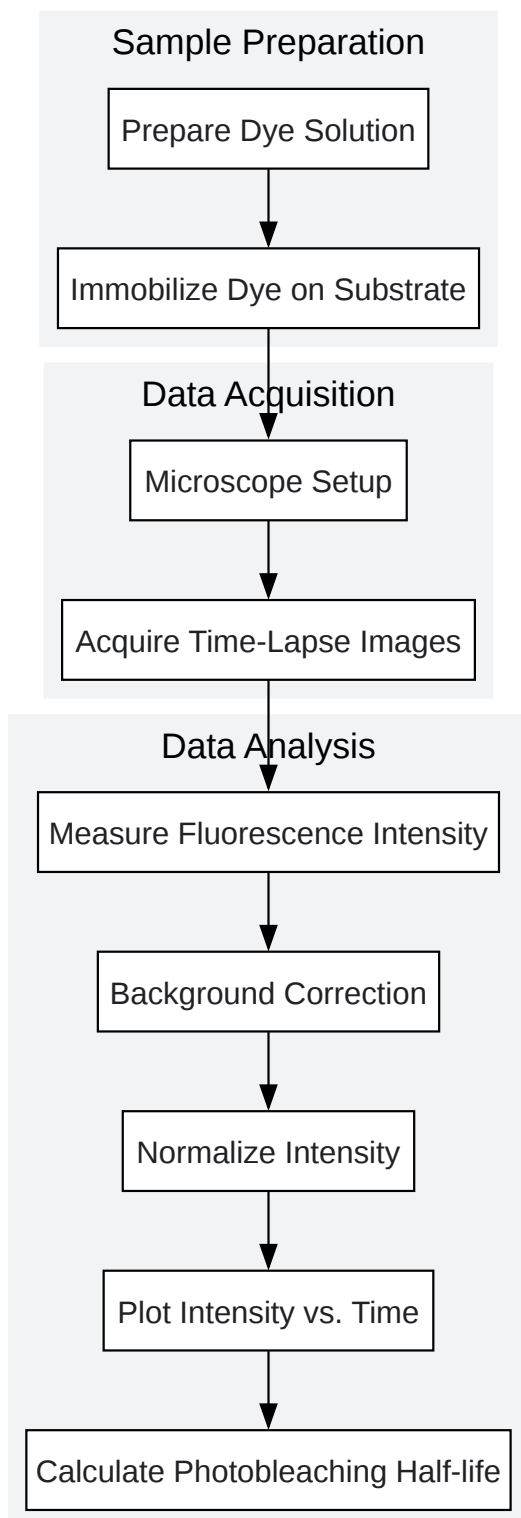 Sample Preparation
Prepare Dye Solution
Immobilize Dye on Substrate
Data Acquisition
Microscope Setup
Acquire Time-Lapse Images
Data Analysis
Measure Fluorescence Intensity
Background Correction
Normalize Intensity
Plot Intensity vs. Time
Calculate Photobleaching Half-life